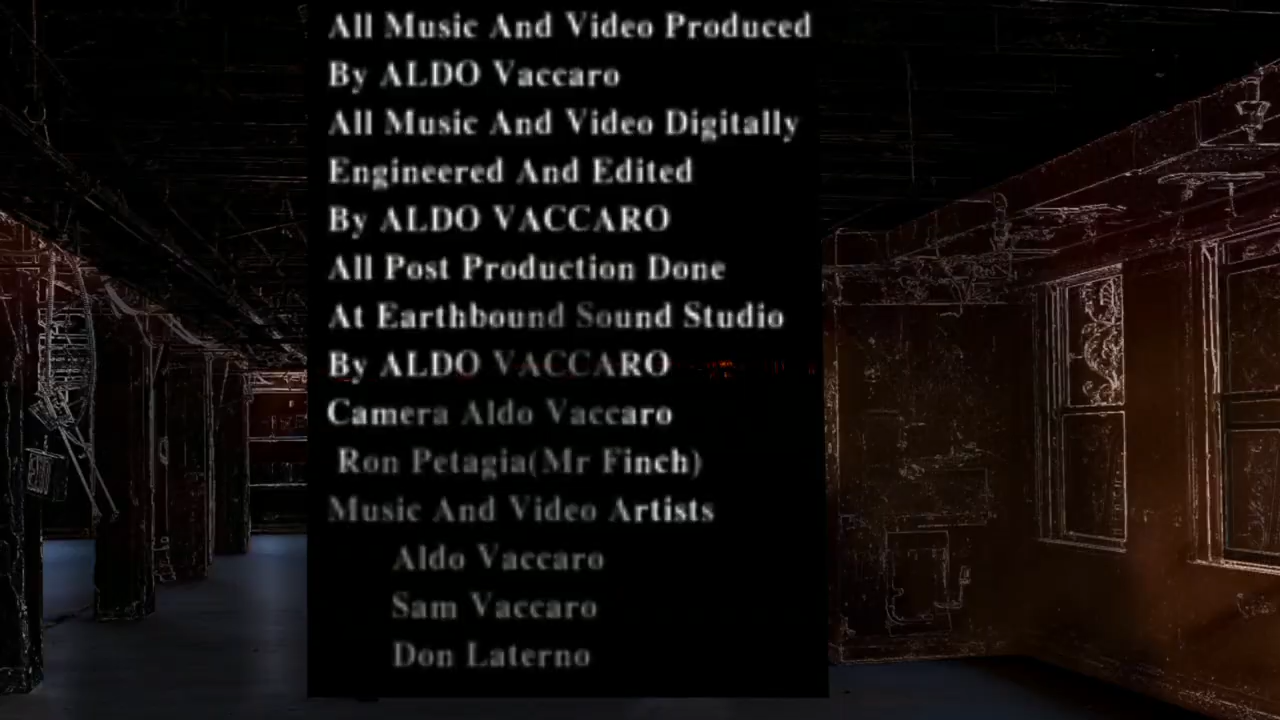 All Music And Video Produced
By ALDO Vaccaro
All Music And Video Digitally
Engineered And Edited
By ALDO VACCARO
All Post Production Done
At Earthbound Sound Studio
By ALDO VACCARO
Camera Aldo Vaccaro
Ron Petagia(Mr Finch)
Music And Video Artists
Aldo Vaccaro
Sam Vaccaro
Don Laterno